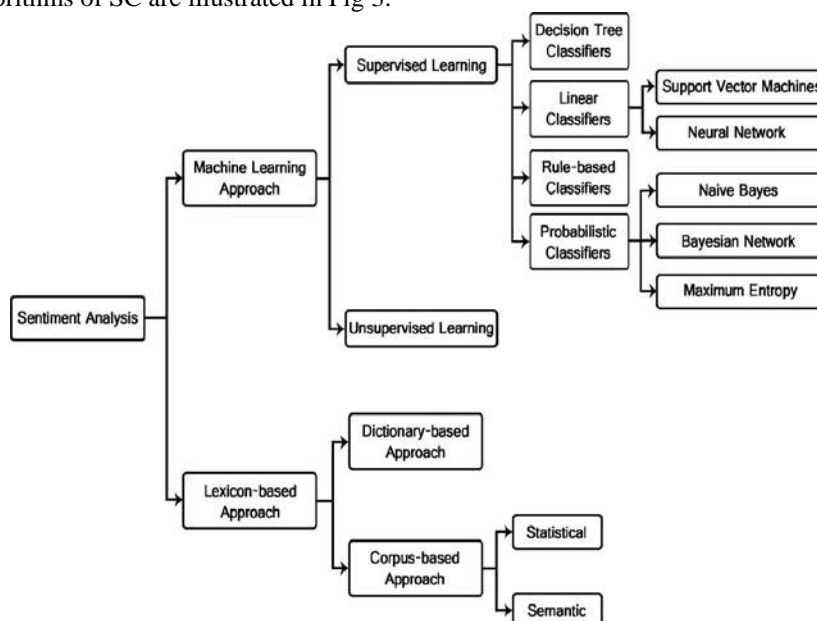 of SC are illustrated in Fig 3.
Decision Tree
Classifiers
Supervised Learning
Support Vector Machines
Linear
Classifiers
Neural Network
Machine Learning
Approach
Rule-based
Classifiers
Naive Bayes
Probabilistic
Classifiers
Bayesian Network
Maximum Entropy
Sentiment Analysis
Unsupervised Learning
Dictionary-based
Approach
Lexicon-based
Approach
Statistical
Corpus-based
Approach
Semantic